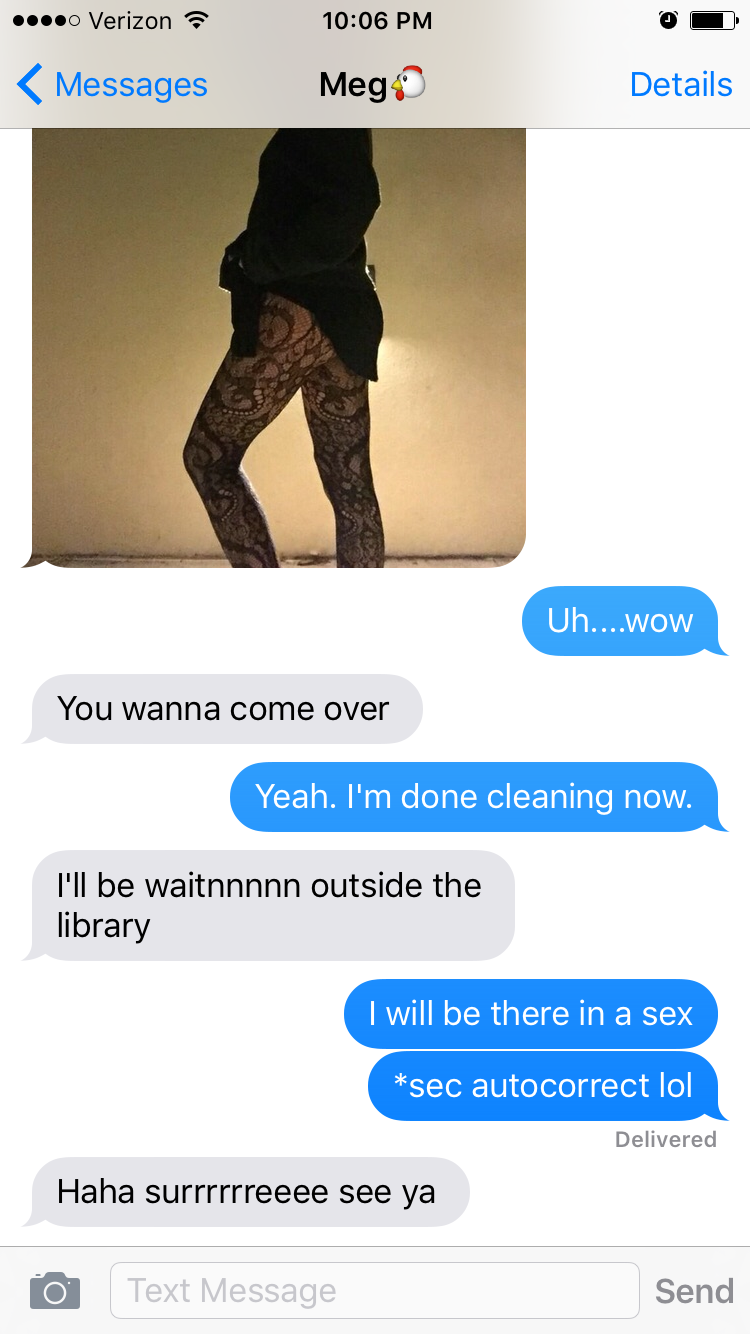 Verizon 10:06 PM
Messages Meg🐔 Details
Uh....wow
You wanna come over
Yeah. I'm done cleaning now.
I'll be waitnnnnn outside the
library
I will be there in a sex
*sec autocorrect lol
Delivered
Haha surrrrrreeee see ya
Text Message Send